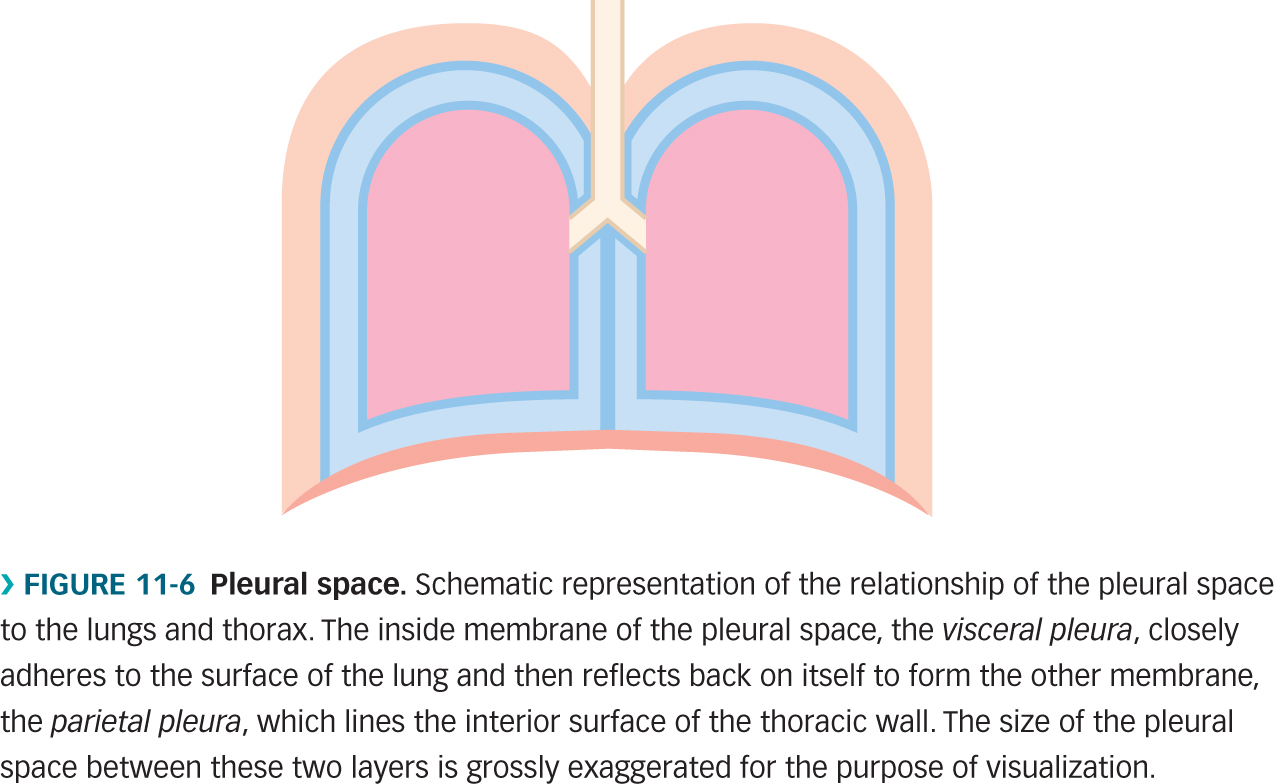 › FIGURE 11-6 Pleural space. Schematic representation of the relationship of the pleural space
to the lungs and thorax. The inside membrane of the pleural space, the visceral pleura, closely
adheres to the surface of the lung and then reflects back on itself to form the other membrane,
the parietal pleura, which lines the interior surface of the thoracic wall. The size of the pleural
space between these two layers is grossly exaggerated for the purpose of visualization.